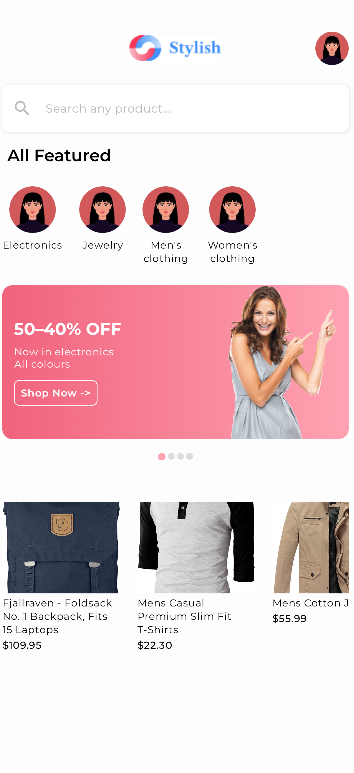 Stylish
Search any product...
All Featured
Electronics
Jewelry
Men's
clothing
Women's
clothing
50–40% OFF
Now in electronics
All colours
Shop Now ->
Fjallraven - Foldsack
No. 1 Backpack, Fits
15 Laptops
$109.95
Mens Casual
Premium Slim Fit
T-Shirts
$22.30
Mens Cotton J
$55.99